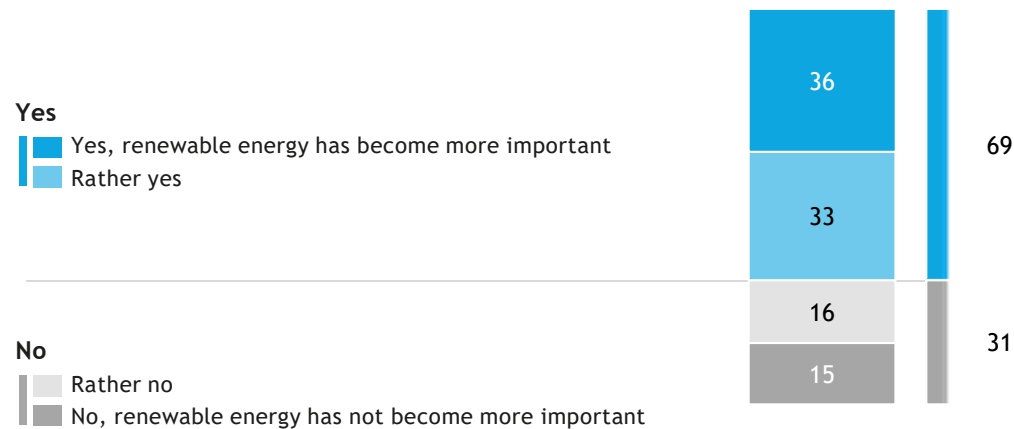 36
Yes
Yes, renewable energy has become more important
69
Rather yes
33
16
No
31
Rather no
15
No, renewable energy has not become more important